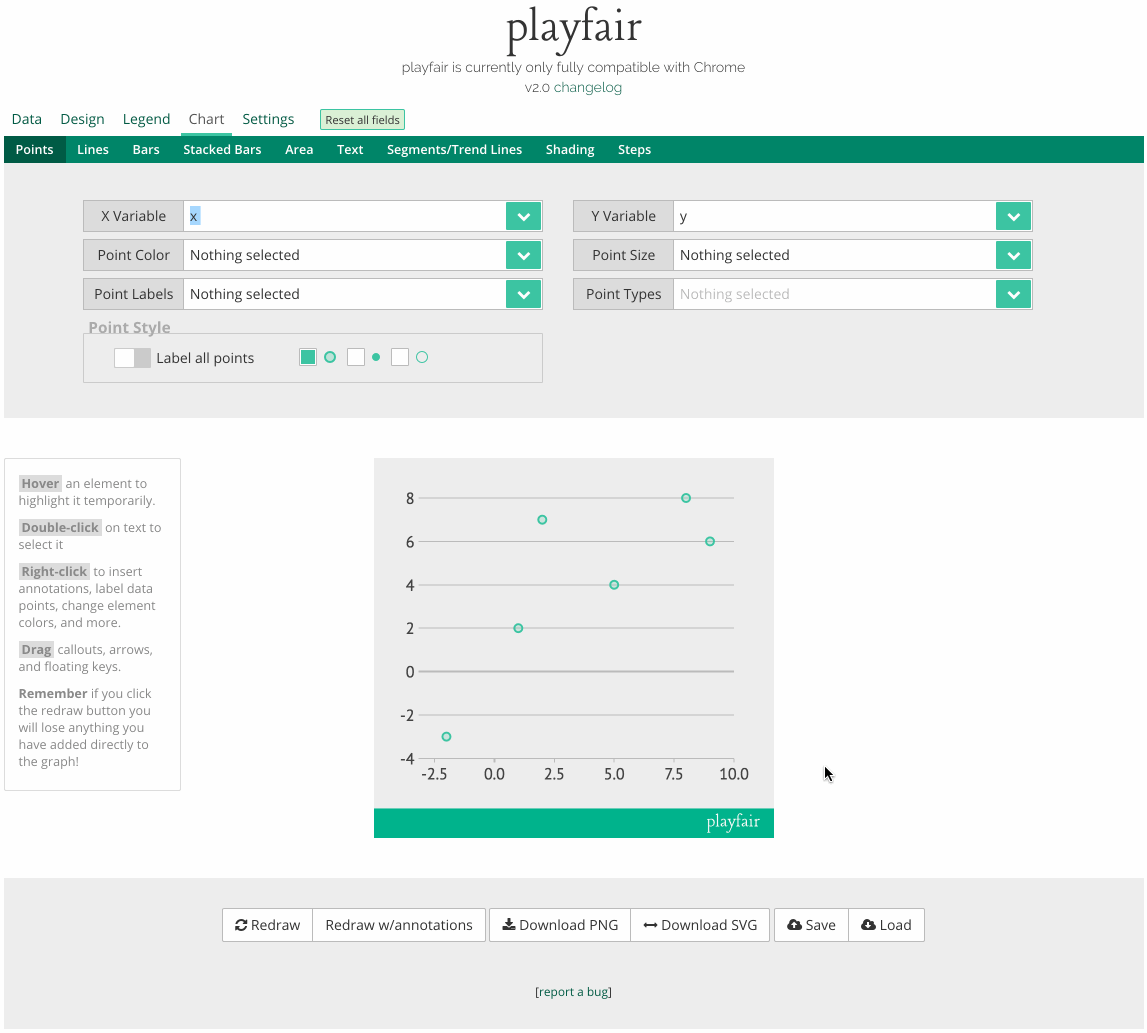 playfair
playfair is currently only fully compatible with Chrome
v2.0 changelog
Data Design Legend Chart Settings Reset all fields
Points Lines Bars Stacked Bars Area Text Segments/Trend Lines Shading Steps
X Variable x Y Variable y
Point Color Nothing selected Point Size Nothing selected
Point Labels Nothing selected Point Types Nothing selected
Point Style
Label all points
Hover an element to
highlight it temporarily.
Double-click on text to
select it
Right-click to insert
annotations, label data
points, change element
colors, and more.
Drag callouts, arrows,
and floating keys.
Remember if you click
the redraw button you
will lose anything you
have added directly to
the graph!
8
6
4
2
0
-2
-4
-2.5 0.0 2.5 5.0 7.5 10.0
playfair
Redraw Redraw w/annotations Download PNG Download SVG Save Load
[report a bug]